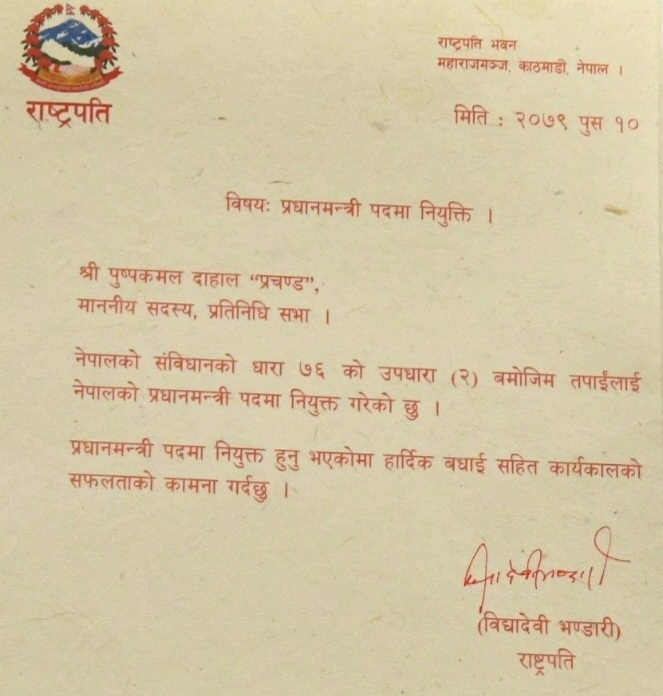 राष्ट्रपति
राष्ट्रपति भवन
महाराजगञ्ज, काठमाडौं, नेपाल ।
मिति : २०७९ पुस १०
विषयः प्रधानमन्त्री पदमा नियुक्ति ।
श्री पुष्पकमल दाहाल “प्रचण्ड”,
माननीय सदस्य, प्रतिनिधि सभा ।
नेपालको संविधानको धारा ७६ को उपधारा (२) बमोजिम तपाईंलाई
नेपालको प्रधानमन्त्री पदमा नियुक्त गरेको छु ।
प्रधानमन्त्री पदमा नियुक्त हुनु भएकोमा हार्दिक बधाई सहित कार्यकालको
सफलताको कामना गर्दछु ।
(विद्यादेवी भण्डारी)
राष्ट्रपति